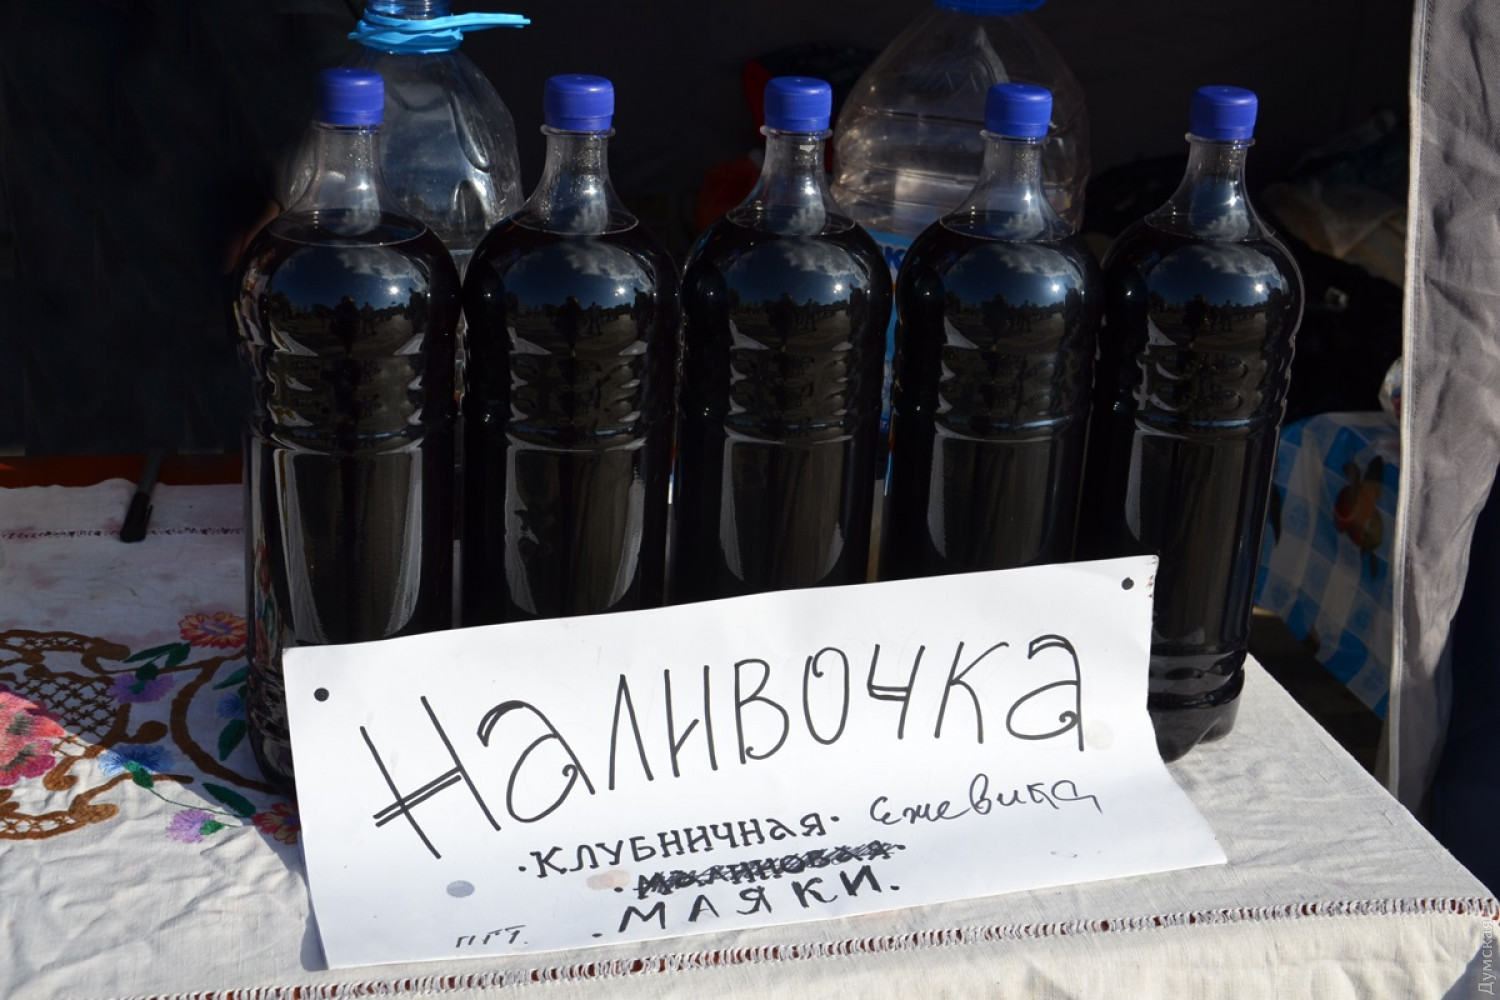 Наливочка
·КЛУБНИЧНАЯ· Ежевика
·МАЛИНОВАЯ·
ПГТ. ·МАЯКИ.
Думская